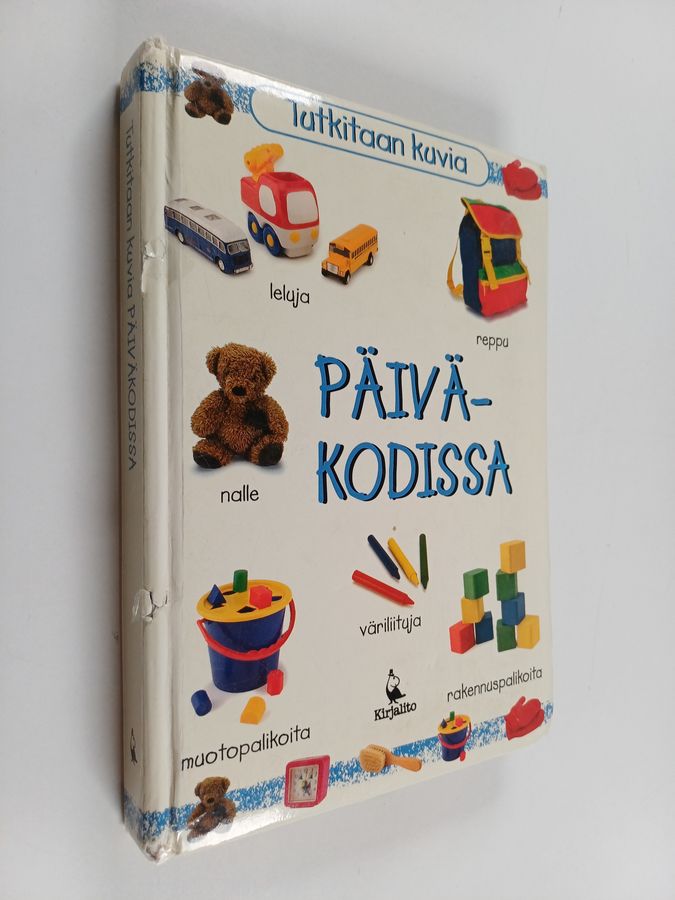 Tutkitaan kuvia
leluja
reppu
PÄIVÄ-
KODISSA
nalle
väriliituja
rakennuspalikoita
muotopalikoita
Kirjalito
Tutkitaan kuvia PÄIVÄKODISSA